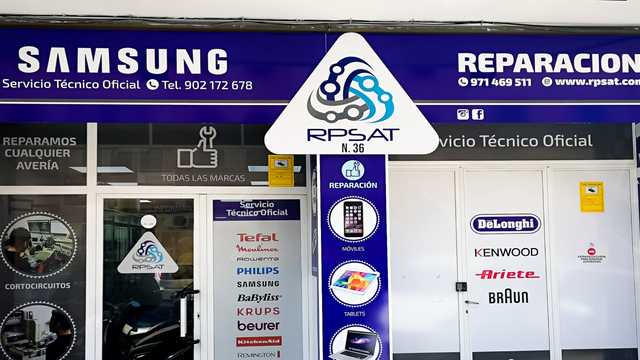 SAMSUNG
Servicio Técnico Oficial Tel. 902 172 678
RPSAT
N. 36
REPARACION
971 469 511 www.rpsat.com
vicio Técnico Oficial
REPARAMOS
CUALQUIER
AVERÍA
TODAS LAS MARCAS
CORTOCIRCUITOS
RPSAT
Servicio
Técnico Oficial
Tefal
Moulinex
ROWENTA
PHILIPS
SAMSUNG
BaByliss
KRUPS
beurer
KitchenAid
REMINGTON
REPARACIÓN
MÓVILES
TABLETS
DeLonghi
KENWOOD
Ariete
BRAUN